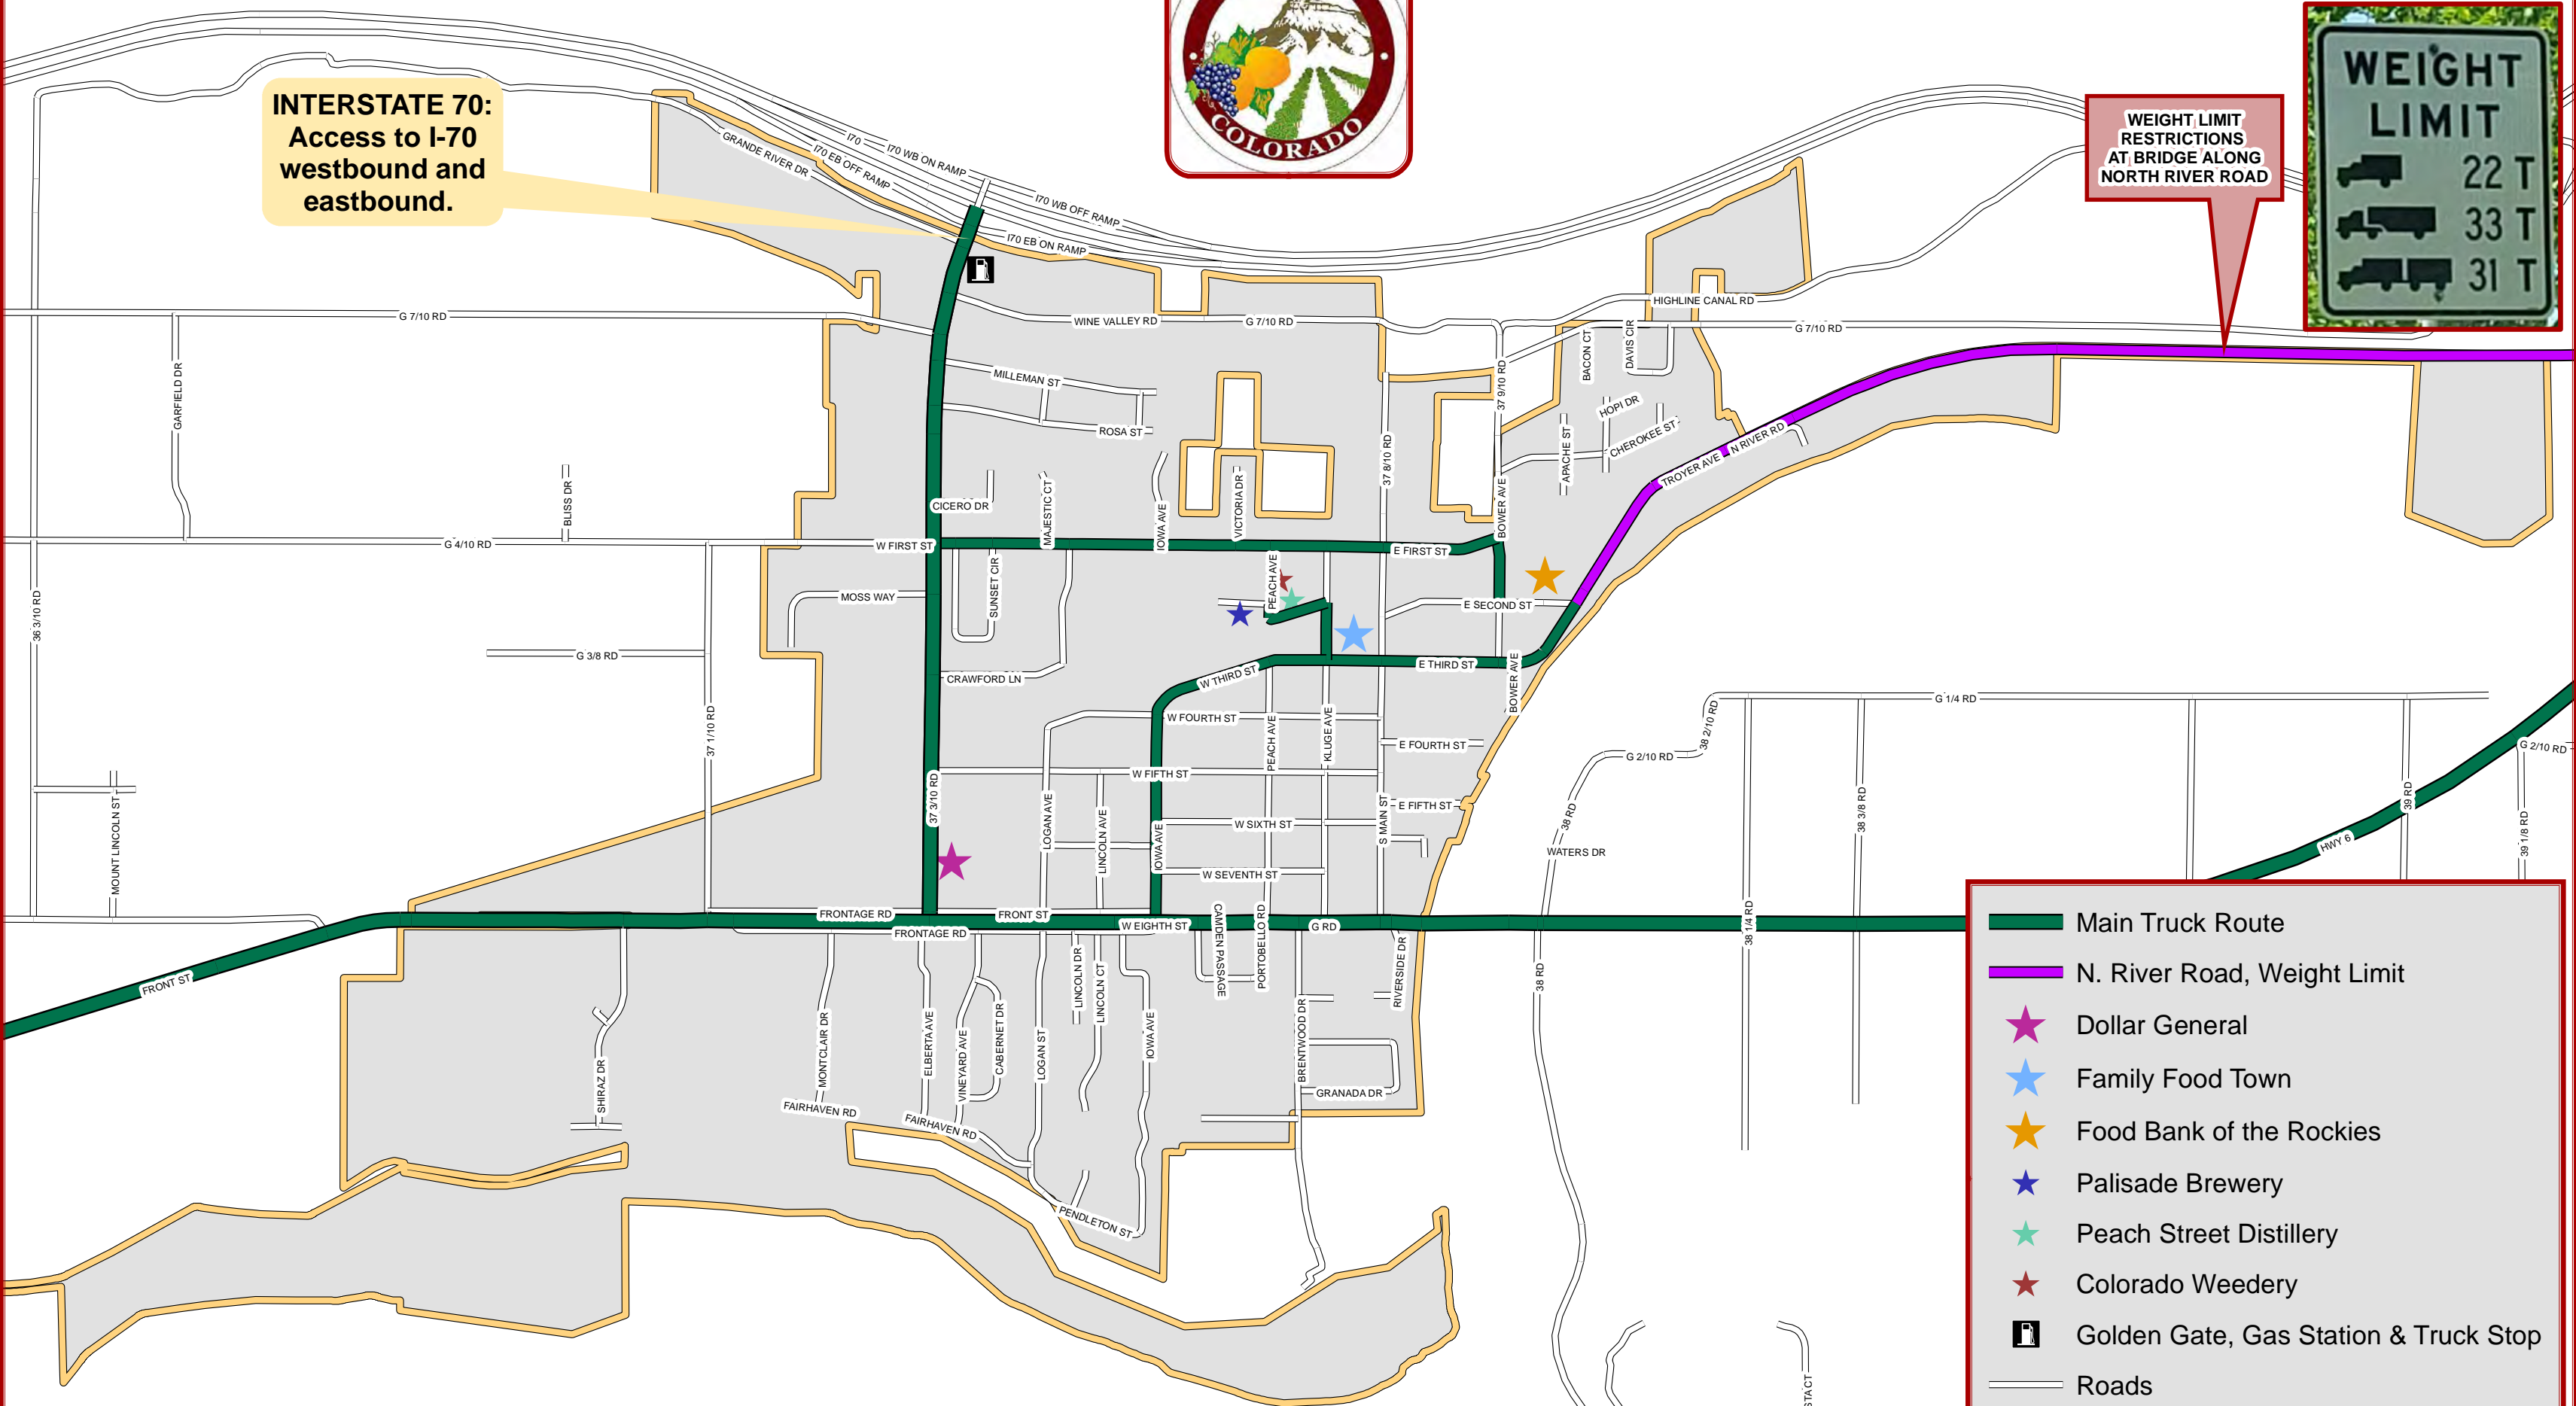 COLORADO
INTERSTATE 70:
Access to I-70
westbound and
eastbound.
WEIGHT LIMIT
RESTRICTIONS
AT BRIDGE ALONG
NORTH RIVER ROAD
WEIGHT
LIMIT
22 T
33 T
31 T
I70
I70 WB ON RAMP
I70 EB OFF RAMP
GRANDE RIVER DR
I70 WB OFF RAMP
I70 EB ON RAMP
HIGHLINE CANAL RD
G 7/10 RD
WINE VALLEY RD
G 7/10 RD
G 7/10 RD
GARFIELD DR
MILLEMAN ST
ROSA ST
37 9/10 RD
BACON CT
DAVIS CIR
HOPI DR
CHEROKEE ST
APACHE ST
N RIVER RD
TROYER AVE
37 8/10 RD
BLISS DR
CICERO DR
MAJESTIC CT
IOWA AVE
VICTORIA DR
BOWER AVE
G 4/10 RD
W FIRST ST
E FIRST ST
36 3/10 RD
MOSS WAY
SUNSET CIR
PEACH AVE
E SECOND ST
G 3/8 RD
CRAWFORD LN
W THIRD ST
E THIRD ST
BOWER AVE
G 1/4 RD
37 1/10 RD
W FOURTH ST
PEACH AVE
KLUGE AVE
E FOURTH ST
38 2/10 RD
G 2/10 RD
G 2/10 RD
37 3/10 RD
W FIFTH ST
E FIFTH ST
38 RD
38 3/8 RD
39 RD
MOUNT LINCOLN ST
LOGAN AVE
LINCOLN AVE
IOWA AVE
W SIXTH ST
S MAIN ST
WATERS DR
HWY 6
39 1/8 RD
W SEVENTH ST
FRONTAGE RD
FRONT ST
FRONTAGE RD
W EIGHTH ST
CAMDEN PASSAGE
PORTOBELLO RD
G RD
RIVERSIDE DR
38 1/4 RD
38 RD
FRONT ST
SHIRAZ DR
MONTCLAIR DR
ELBERTA AVE
VINEYARD AVE
CABERNET DR
LOGAN ST
LINCOLN DR
LINCOLN CT
IOWA AVE
BRENTWOOD DR
GRANADA DR
FAIRHAVEN RD
FAIRHAVEN RD
PENDLETON ST
Main Truck Route
N. River Road, Weight Limit
Dollar General
Family Food Town
Food Bank of the Rockies
Palisade Brewery
Peach Street Distillery
Colorado Weedery
Golden Gate, Gas Station & Truck Stop
Roads